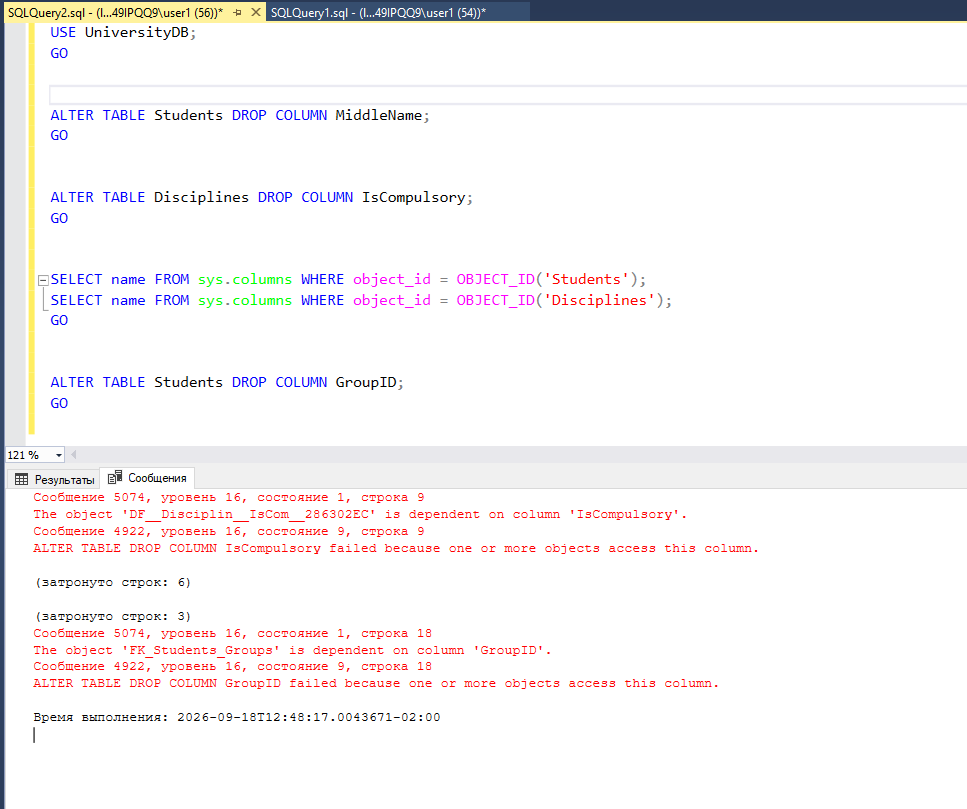 SQLQuery2.sql - (l...49IPQQ9\user1 (56))* SQLQuery1.sql - (l...49IPQQ9\user1 (54))*
USE UniversityDB;
GO
ALTER TABLE Students DROP COLUMN MiddleName;
GO
ALTER TABLE Disciplines DROP COLUMN IsCompulsory;
GO
SELECT name FROM sys.columns WHERE object_id = OBJECT_ID('Students');
SELECT name FROM sys.columns WHERE object_id = OBJECT_ID('Disciplines');
GO
ALTER TABLE Students DROP COLUMN GroupID;
GO
121 %
Результаты Сообщения
Сообщение 5074, уровень 16, состояние 1, строка 9
The object 'DF__Disciplin__IsCom__286302EC' is dependent on column 'IsCompulsory'.
Сообщение 4922, уровень 16, состояние 9, строка 9
ALTER TABLE DROP COLUMN IsCompulsory failed because one or more objects access this column.
(затронуто строк: 6)
(затронуто строк: 3)
Сообщение 5074, уровень 16, состояние 1, строка 18
The object 'FK_Students_Groups' is dependent on column 'GroupID'.
Сообщение 4922, уровень 16, состояние 9, строка 18
ALTER TABLE DROP COLUMN GroupID failed because one or more objects access this column.
Время выполнения: 2026-09-18T12:48:17.0043671-02:00